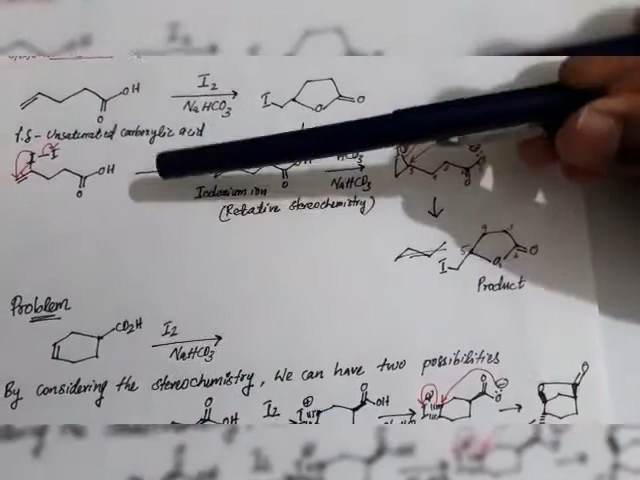 OH
O
I2
NaHCO3
I
O
O
γ,δ- Unsaturated carboxylic acid
I-I
OH
O
Iodonium ion
HCO3
NaHCO3
(Relative stereochemistry)
I
O
O
Product
Problem
CO2H
I2
NaHCO3
By considering the stereochemistry, We can have two possibilities
OH
I2
I
OH
O
I
O
O
O